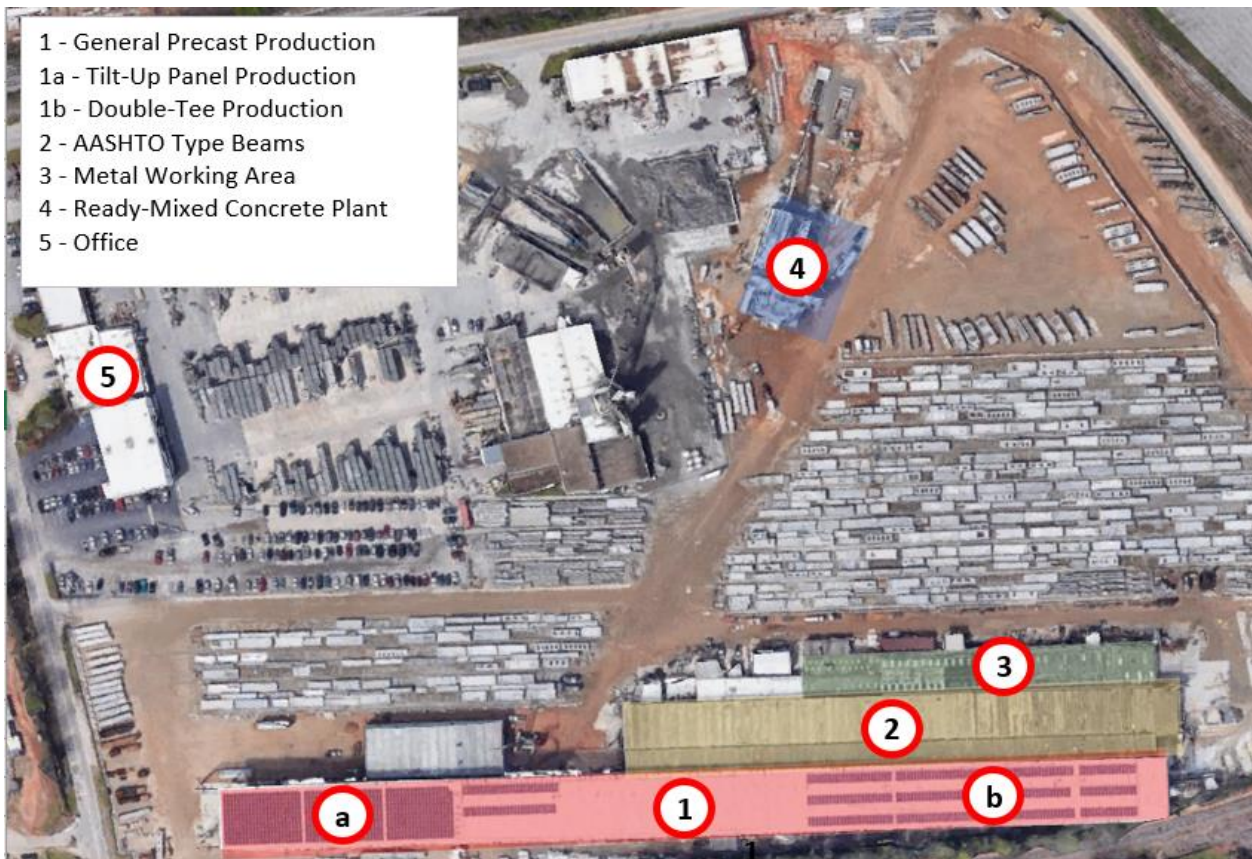 1 - General Precast Production
1a - Tilt-Up Panel Production
1b - Double-Tee Production
2 - AASHTO Type Beams
3 - Metal Working Area
4 - Ready-Mixed Concrete Plant
5 - Office
4
5
3
2
a
1
b
1